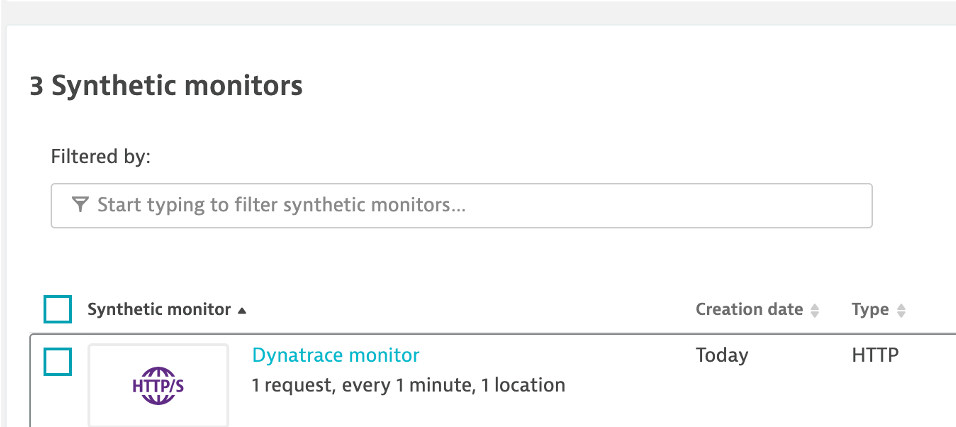 3 Synthetic monitors
Filtered by:
Start typing to filter synthetic monitors...
Synthetic monitor Creation date Type
Dynatrace monitor Today HTTP
HTTP/S
1 request, every 1 minute, 1 location